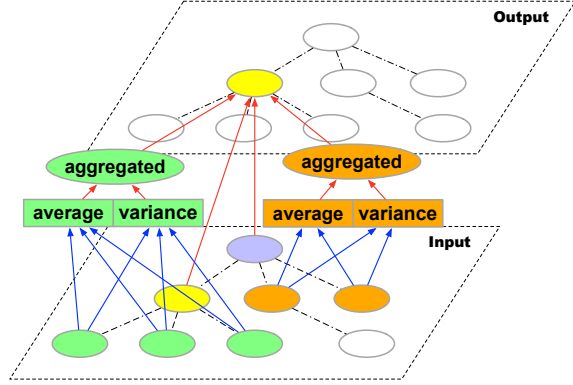 Output
aggregated
aggregated
average variance
average variance
Input